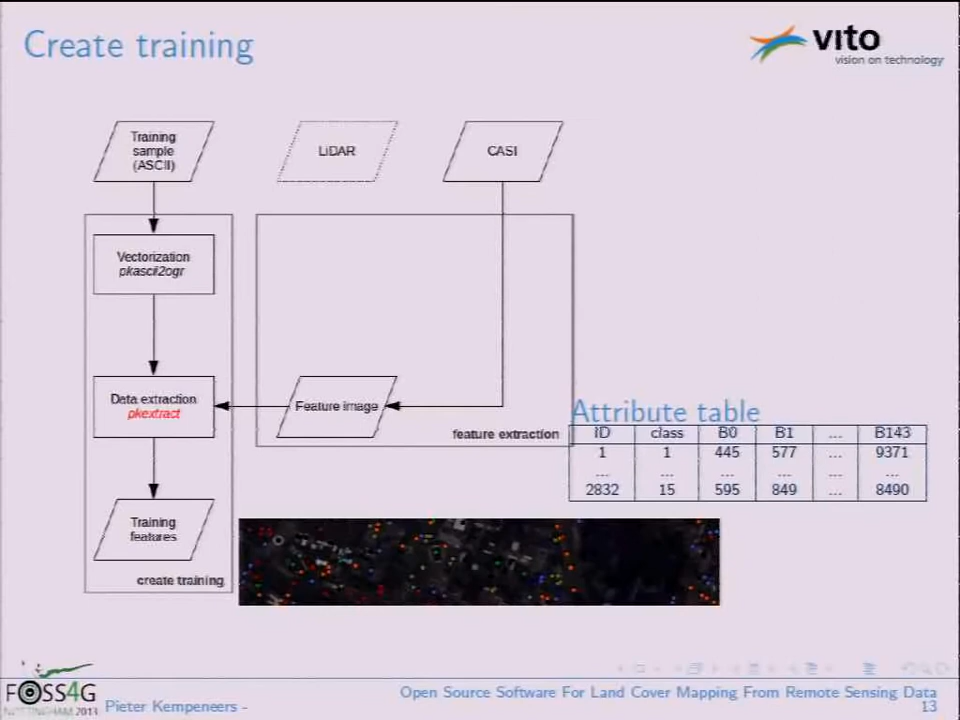 Create training
vito
vision on technology
Training
sample
(ASCII)
LiDAR
CASI
Vectorization
pkascii2ogr
Data extraction
pkextract
Feature image
feature extraction
Training
features
create training
Attribute table
ID class B0 B1 ... B143
1 1 445 577 ... 9371
... ... ... ... ... ...
2832 15 595 849 ... 8490
FOSS4G
NOTTINGHAM 2013
Pieter Kempeneers -
Open Source Software For Land Cover Mapping From Remote Sensing Data
13